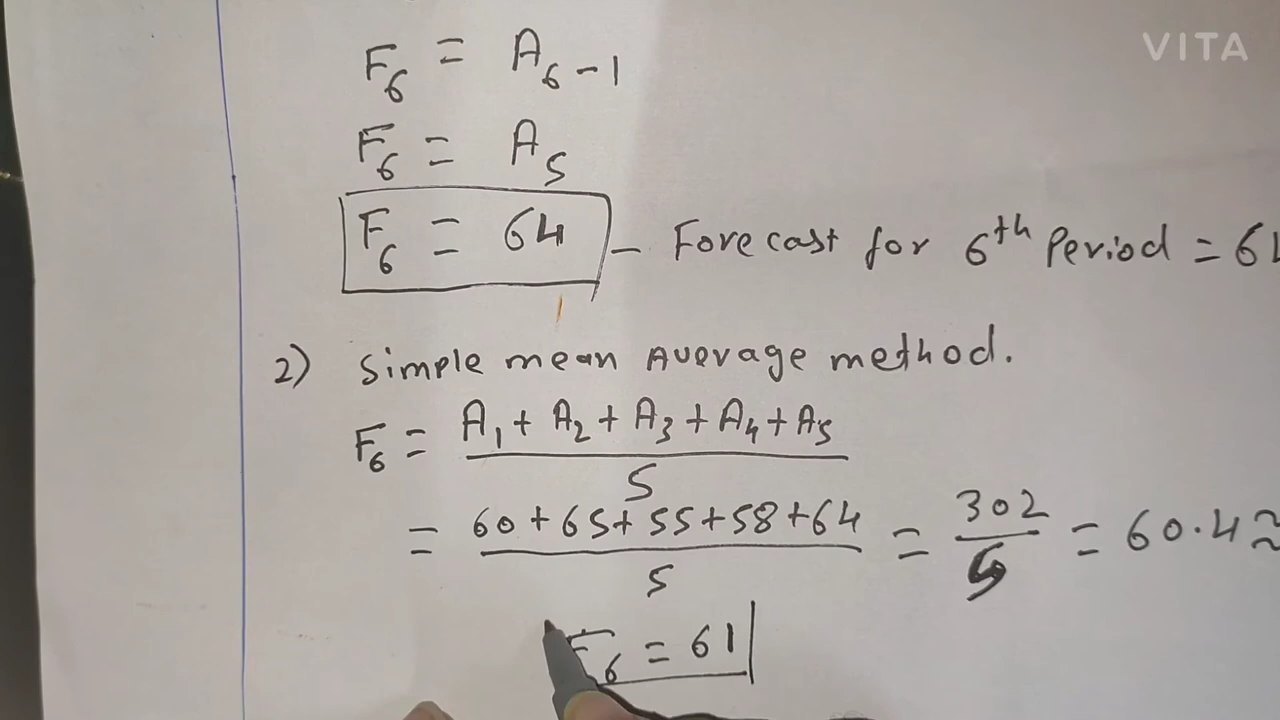 VITA
F6 = A6-1
F6 = A5
F6 = 64 - Forecast for 6th Period = 6
2) Simple mean Average method.
F6 = A1 + A2 + A3 + A4 + A5
5
= 60 + 65 + 55 + 58 + 64 = 302 = 60.4 ≈
5 5
F6 = 61